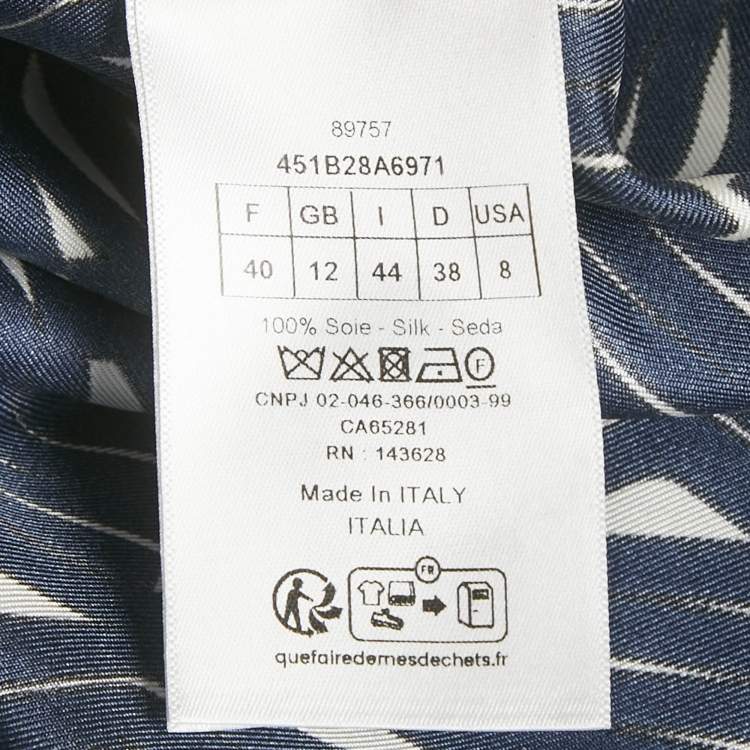 89757
451B28A6971
F GB I D USA
40 12 44 38 8
100% Soie - Silk - Seda
F
CNPJ 02-046-366/0003-99
CA65281
RN : 143628
Made In ITALY
ITALIA
FR
quefairedemesdechets.fr